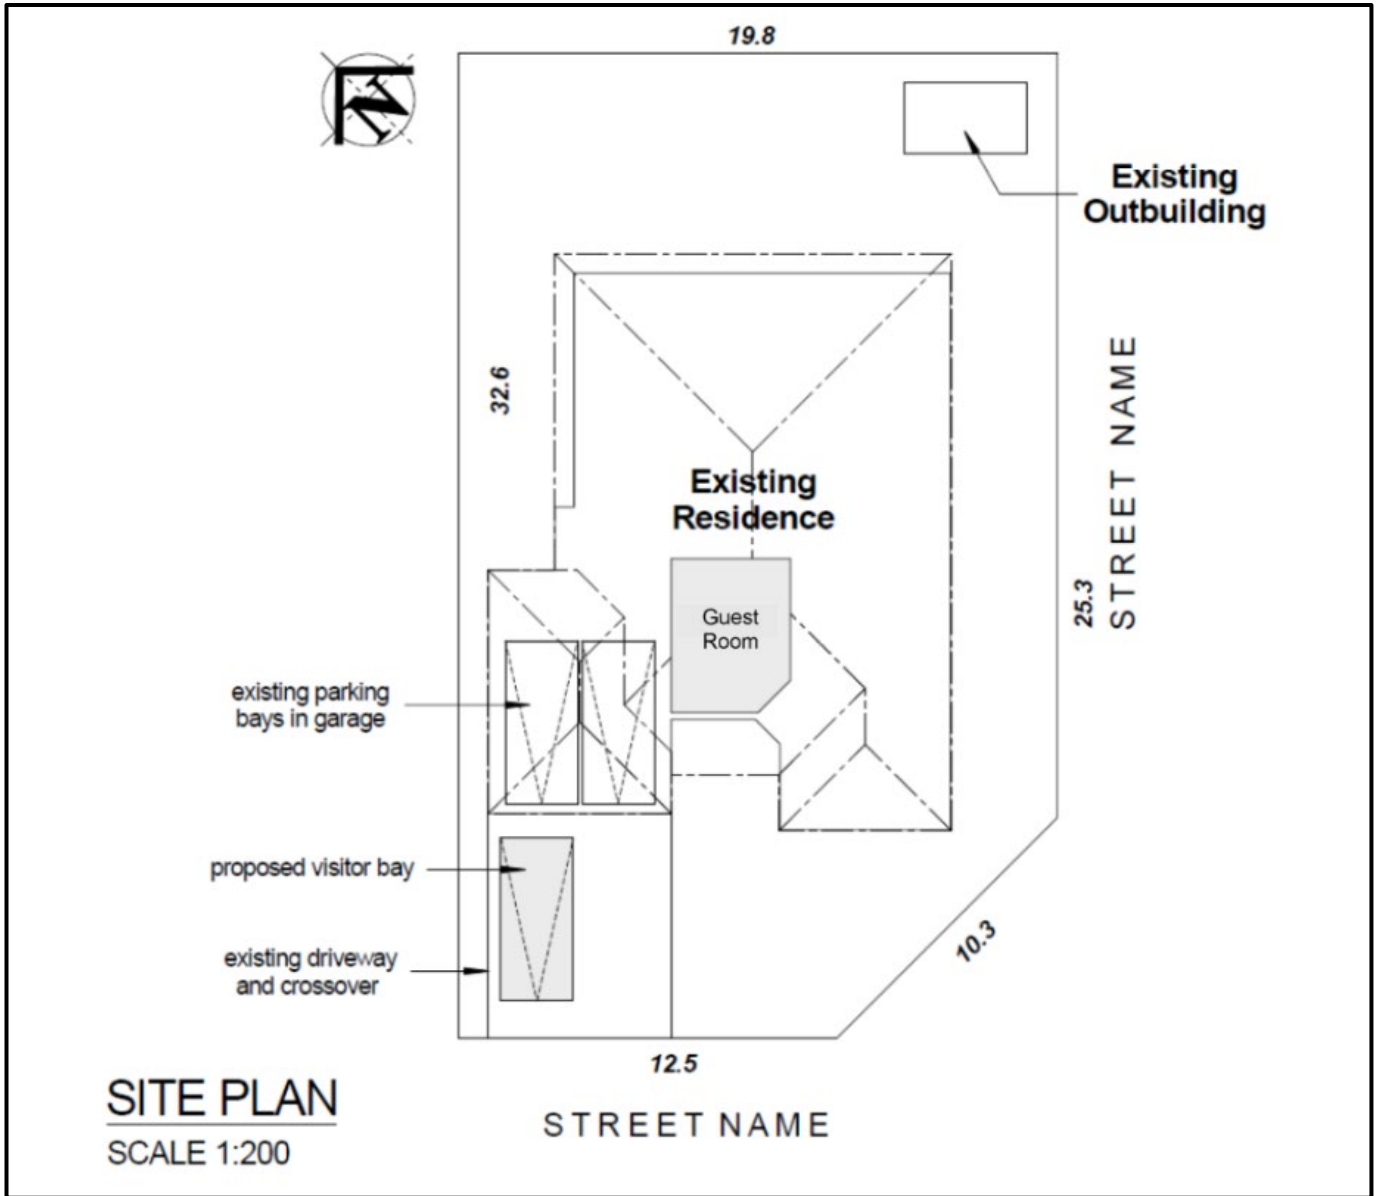 19.8
N
Existing
Outbuilding
32.6
STREET NAME
Existing
Residence
25.3
Guest
Room
existing parking
bays in garage
proposed visitor bay
10.3
existing driveway
and crossover
12.5
SITE PLAN
SCALE 1:200
STREET NAME